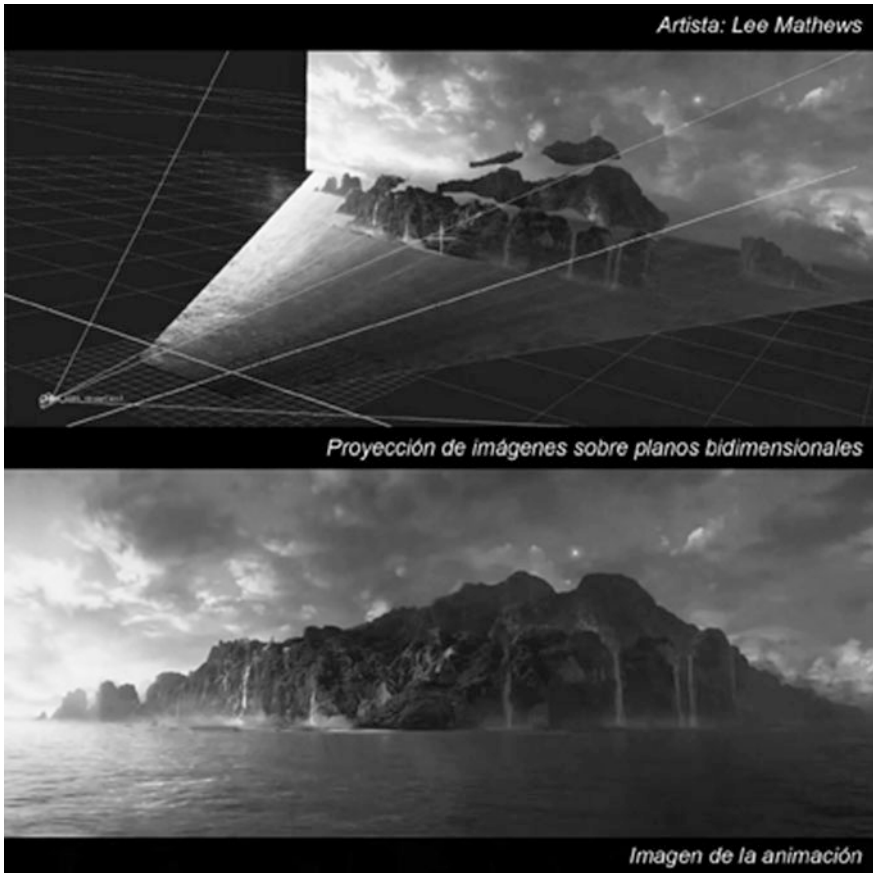 Artista: Lee Mathews
Proyección de imágenes sobre planos bidimensionales
Imagen de la animación